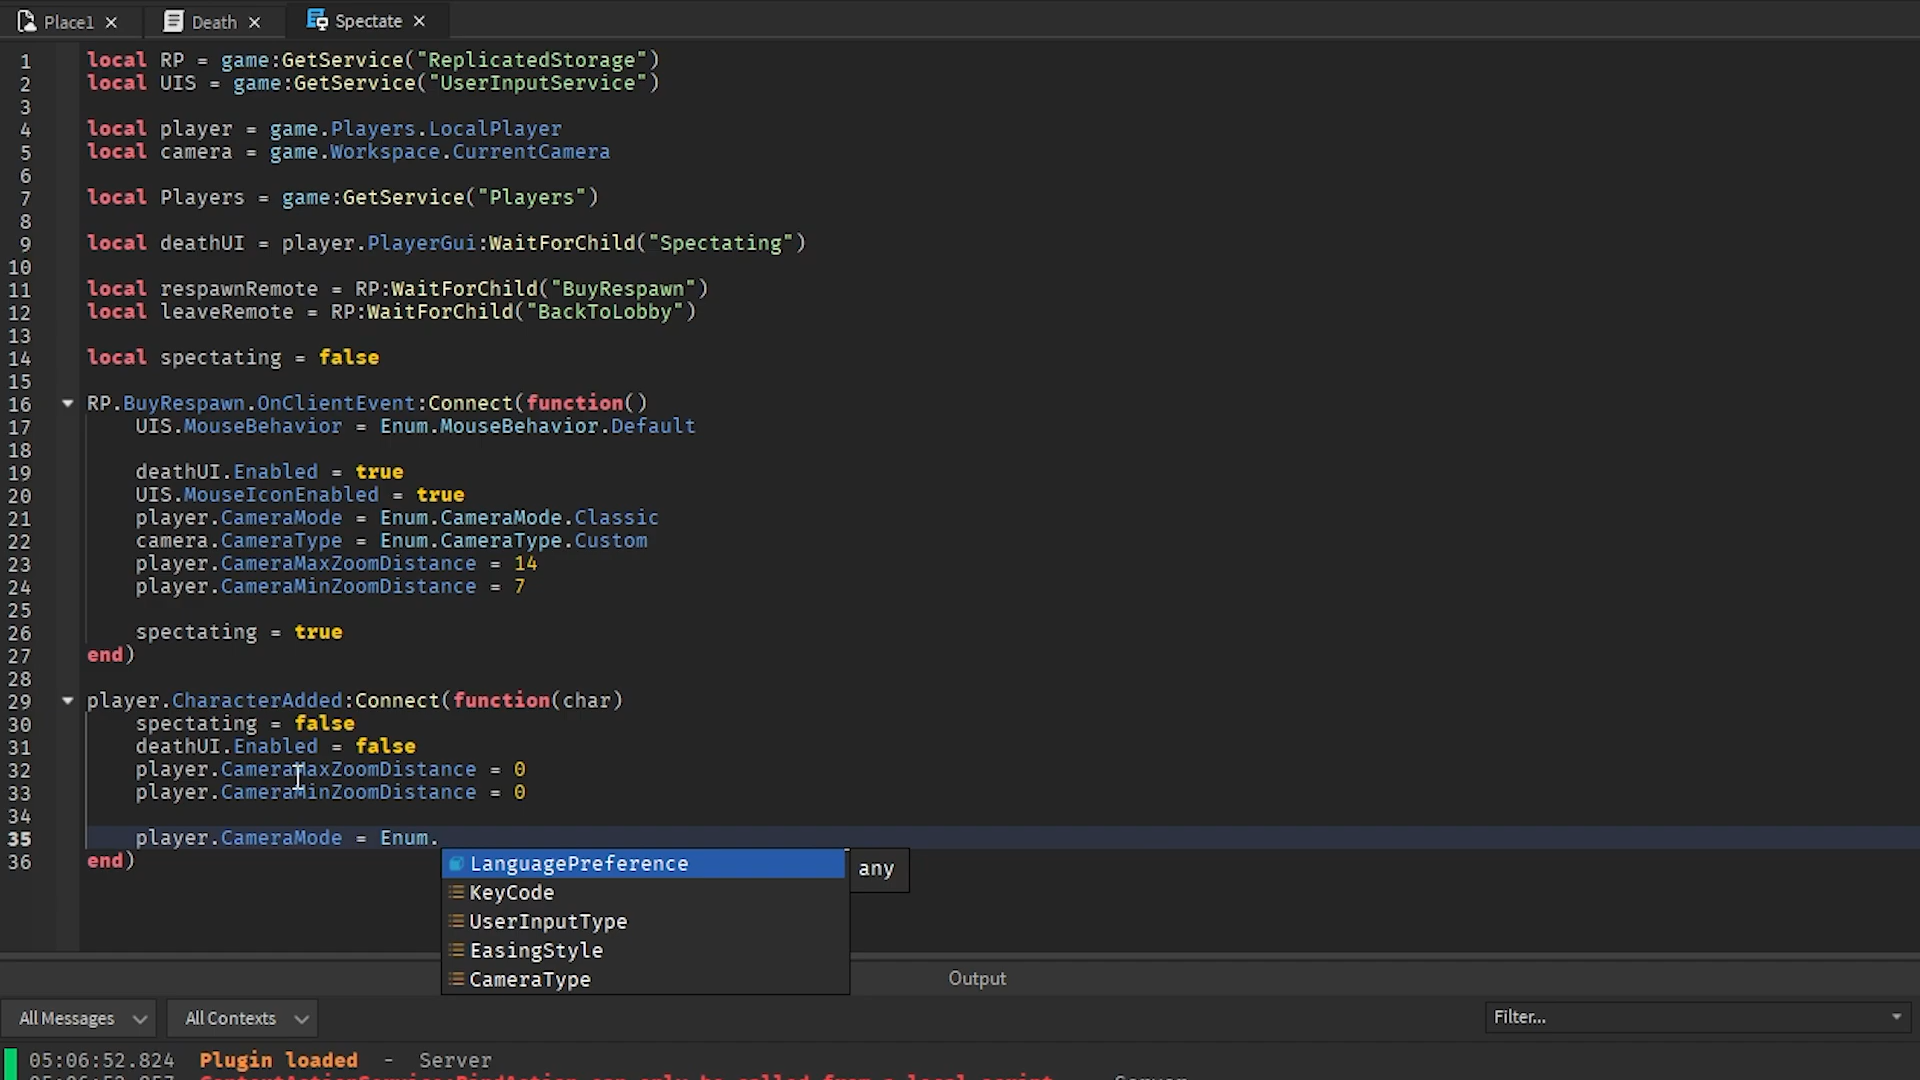 Place1 × Death × Spectate ×
1 local RP = game:GetService("ReplicatedStorage")
2 local UIS = game:GetService("UserInputService")
3
4 local player = game.Players.LocalPlayer
5 local camera = game.Workspace.CurrentCamera
6
7 local Players = game:GetService("Players")
8
9 local deathUI = player.PlayerGui:WaitForChild("Spectating")
10
11 local respawnRemote = RP:WaitForChild("BuyRespawn")
12 local leaveRemote = RP:WaitForChild("BackToLobby")
13
14 local spectating = false
15
16 RP.BuyRespawn.OnClientEvent:Connect(function()
17 UIS.MouseBehavior = Enum.MouseBehavior.Default
18
19 deathUI.Enabled = true
20 UIS.MouseIconEnabled = true
21 player.CameraMode = Enum.CameraMode.Classic
22 camera.CameraType = Enum.CameraType.Custom
23 player.CameraMaxZoomDistance = 14
24 player.CameraMinZoomDistance = 7
25
26 spectating = true
27 end)
28
29 player.CharacterAdded:Connect(function(char)
30 spectating = false
31 deathUI.Enabled = false
32 player.CameraMaxZoomDistance = 0
33 player.CameraMinZoomDistance = 0
34
35 player.CameraMode = Enum.
36 end)
LanguagePreference any
KeyCode
UserInputType
EasingStyle
CameraType
Output
All Messages All Contexts Filter...
05:06:52.824 Plugin loaded - Server